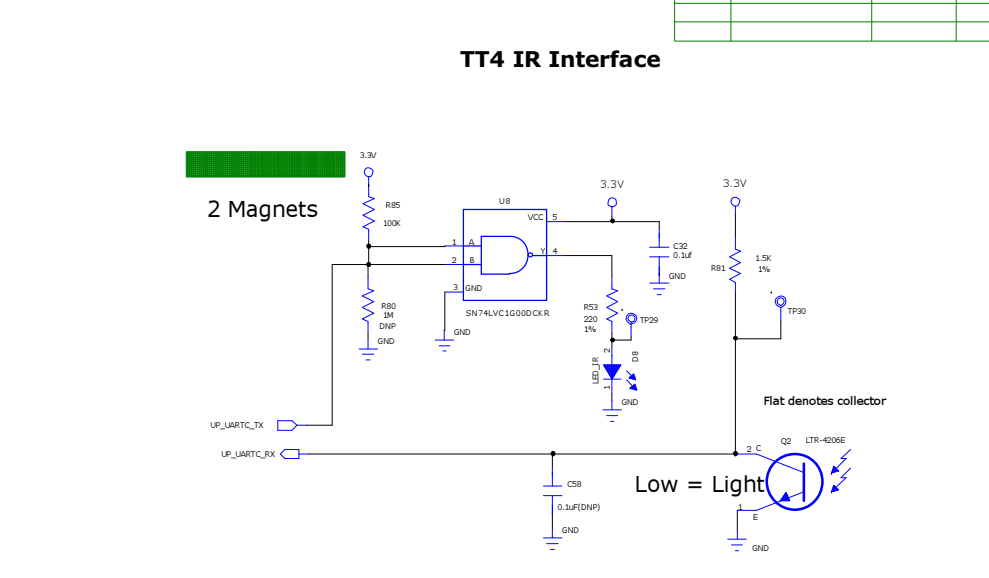 TT4 IR Interface
2 Magnets
3.3V
R85
100K
R80
1M
DNP
GND
U8
VCC
5
1
A
2
B
Y
4
3
GND
SN74LVC1G00DCKR
GND
3.3V
C32
0.1uf
GND
R53
220
1%
TP29
2
D8
LED_IR
1
GND
3.3V
R81
1.5K
1%
TP30
Flat denotes collector
UP_UARTC_TX
UP_UARTC_RX
C58
0.1uF(DNP)
GND
Low = Light
2
C
Q2
LTR-4206E
1
E
GND